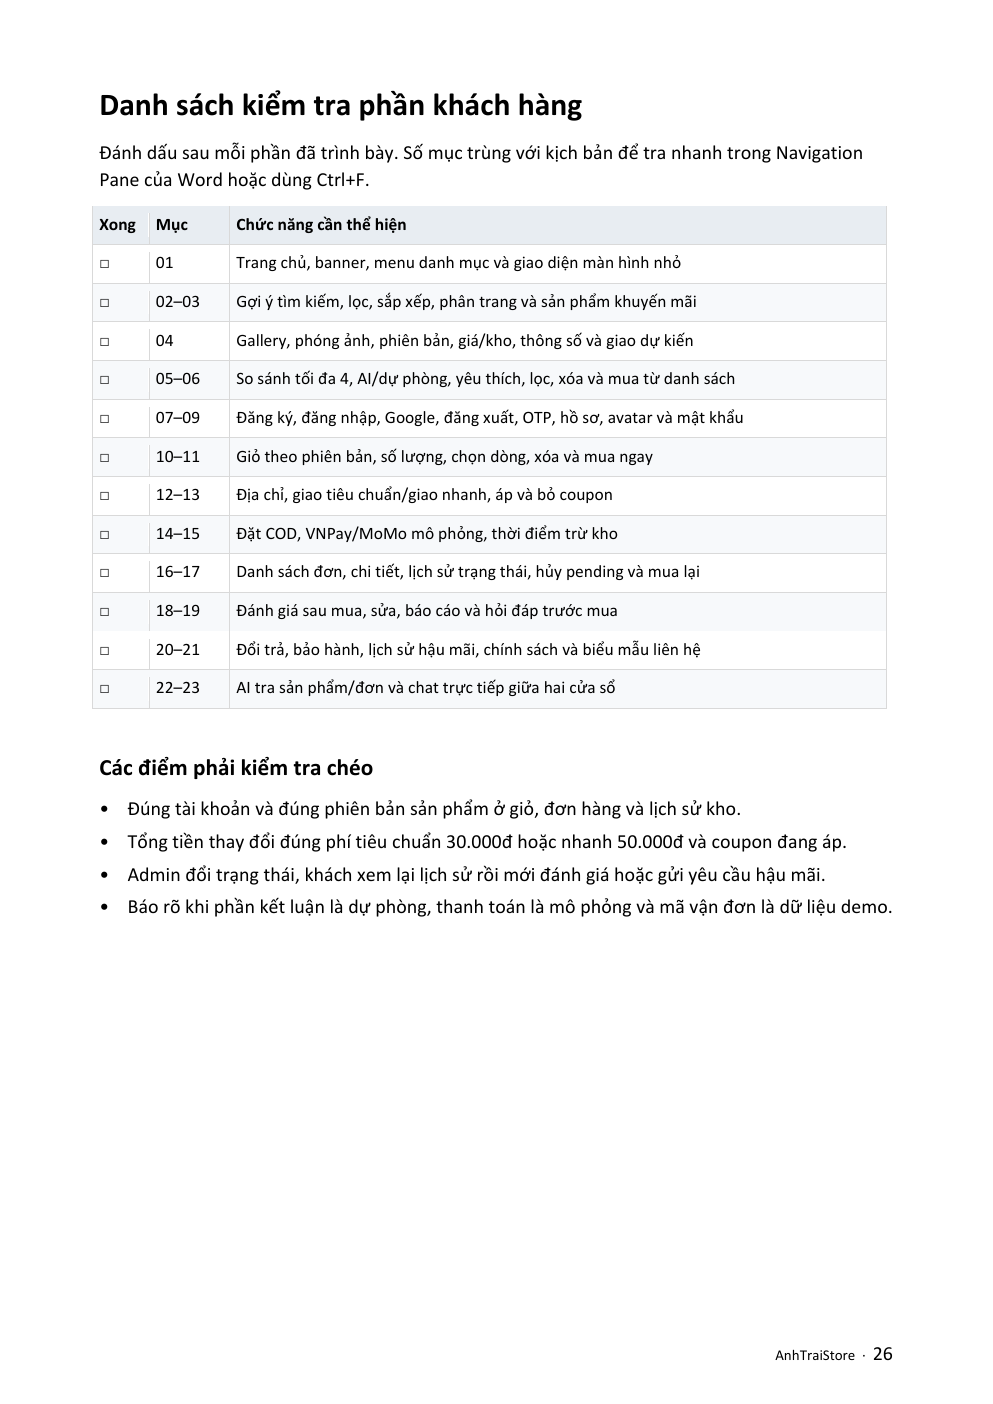 Danh sách kiểm tra phần khách hàng
Đánh dấu sau mỗi phần đã trình bày. Số mục trùng với kịch bản để tra nhanh trong Navigation
Pane của Word hoặc dùng Ctrl+F.
Xong Mục Chức năng cần thể hiện
□ 01 Trang chủ, banner, menu danh mục và giao diện màn hình nhỏ
□ 02–03 Gợi ý tìm kiếm, lọc, sắp xếp, phân trang và sản phẩm khuyến mãi
□ 04 Gallery, phóng ảnh, phiên bản, giá/kho, thông số và giao dự kiến
□ 05–06 So sánh tối đa 4, AI/dự phòng, yêu thích, lọc, xóa và mua từ danh sách
□ 07–09 Đăng ký, đăng nhập, Google, đăng xuất, OTP, hồ sơ, avatar và mật khẩu
□ 10–11 Giỏ theo phiên bản, số lượng, chọn dòng, xóa và mua ngay
□ 12–13 Địa chỉ, giao tiêu chuẩn/giao nhanh, áp và bỏ coupon
□ 14–15 Đặt COD, VNPay/MoMo mô phỏng, thời điểm trừ kho
□ 16–17 Danh sách đơn, chi tiết, lịch sử trạng thái, hủy pending và mua lại
□ 18–19 Đánh giá sau mua, sửa, báo cáo và hỏi đáp trước mua
□ 20–21 Đổi trả, bảo hành, lịch sử hậu mãi, chính sách và biểu mẫu liên hệ
□ 22–23 AI tra sản phẩm/đơn và chat trực tiếp giữa hai cửa sổ
Các điểm phải kiểm tra chéo
• Đúng tài khoản và đúng phiên bản sản phẩm ở giỏ, đơn hàng và lịch sử kho.
• Tổng tiền thay đổi đúng phí tiêu chuẩn 30.000đ hoặc nhanh 50.000đ và coupon đang áp.
• Admin đổi trạng thái, khách xem lại lịch sử rồi mới đánh giá hoặc gửi yêu cầu hậu mãi.
• Báo rõ khi phần kết luận là dự phòng, thanh toán là mô phỏng và mã vận đơn là dữ liệu demo.
AnhTraiStore · 26